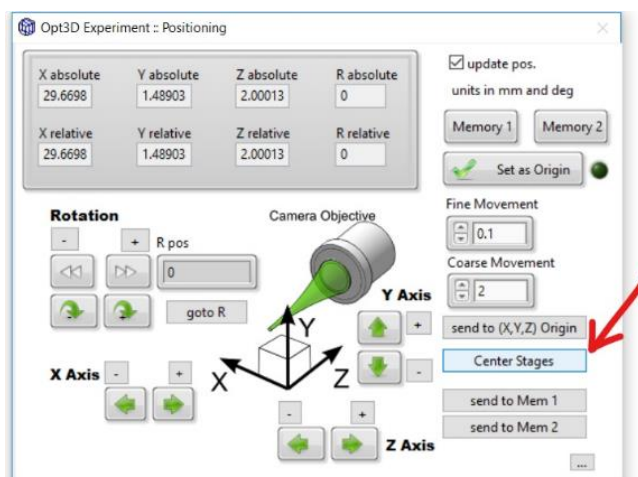 Opt3D Experiment :: Positioning
X absolute Y absolute Z absolute R absolute
29.6698 1.48903 2.00013 0
X relative Y relative Z relative R relative
29.6698 1.48903 2.00013 0
update pos.
units in mm and deg
Memory 1 Memory 2
Set as Origin
Fine Movement
0.1
Coarse Movement
2
send to (X,Y,Z) Origin
Center Stages
send to Mem 1
send to Mem 2
...
Rotation
- + R pos
0
- +
goto R
Camera Objective
Y Axis
+
-
Y
X
Z
X Axis - +
- +
Z Axis